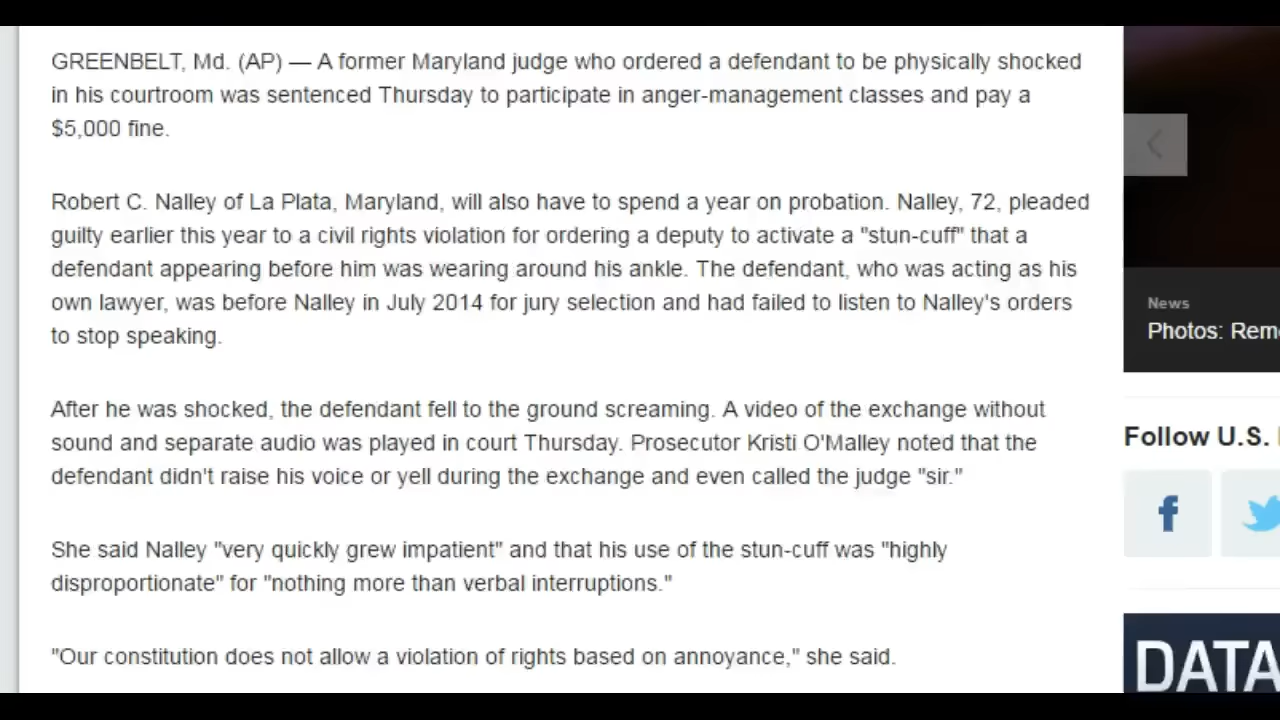 GREENBELT, Md. (AP) — A former Maryland judge who ordered a defendant to be physically shocked
in his courtroom was sentenced Thursday to participate in anger-management classes and pay a
$5,000 fine.
Robert C. Nalley of La Plata, Maryland, will also have to spend a year on probation. Nalley, 72, pleaded
guilty earlier this year to a civil rights violation for ordering a deputy to activate a "stun-cuff" that a
defendant appearing before him was wearing around his ankle. The defendant, who was acting as his
own lawyer, was before Nalley in July 2014 for jury selection and had failed to listen to Nalley's orders
to stop speaking.
After he was shocked, the defendant fell to the ground screaming. A video of the exchange without
sound and separate audio was played in court Thursday. Prosecutor Kristi O'Malley noted that the
defendant didn't raise his voice or yell during the exchange and even called the judge "sir."
She said Nalley "very quickly grew impatient" and that his use of the stun-cuff was "highly
disproportionate" for "nothing more than verbal interruptions."
"Our constitution does not allow a violation of rights based on annoyance," she said.
News
Photos: Rem
Follow U.S.
DATA